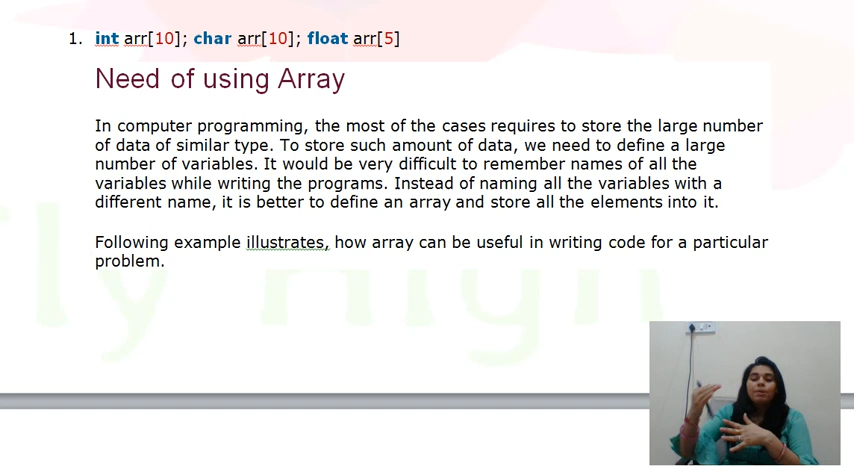 1. int arr[10]; char arr[10]; float arr[5]
Need of using Array
In computer programming, the most of the cases requires to store the large number
of data of similar type. To store such amount of data, we need to define a large
number of variables. It would be very difficult to remember names of all the
variables while writing the programs. Instead of naming all the variables with a
different name, it is better to define an array and store all the elements into it.
Following example illustrates, how array can be useful in writing code for a particular
problem.
ly High